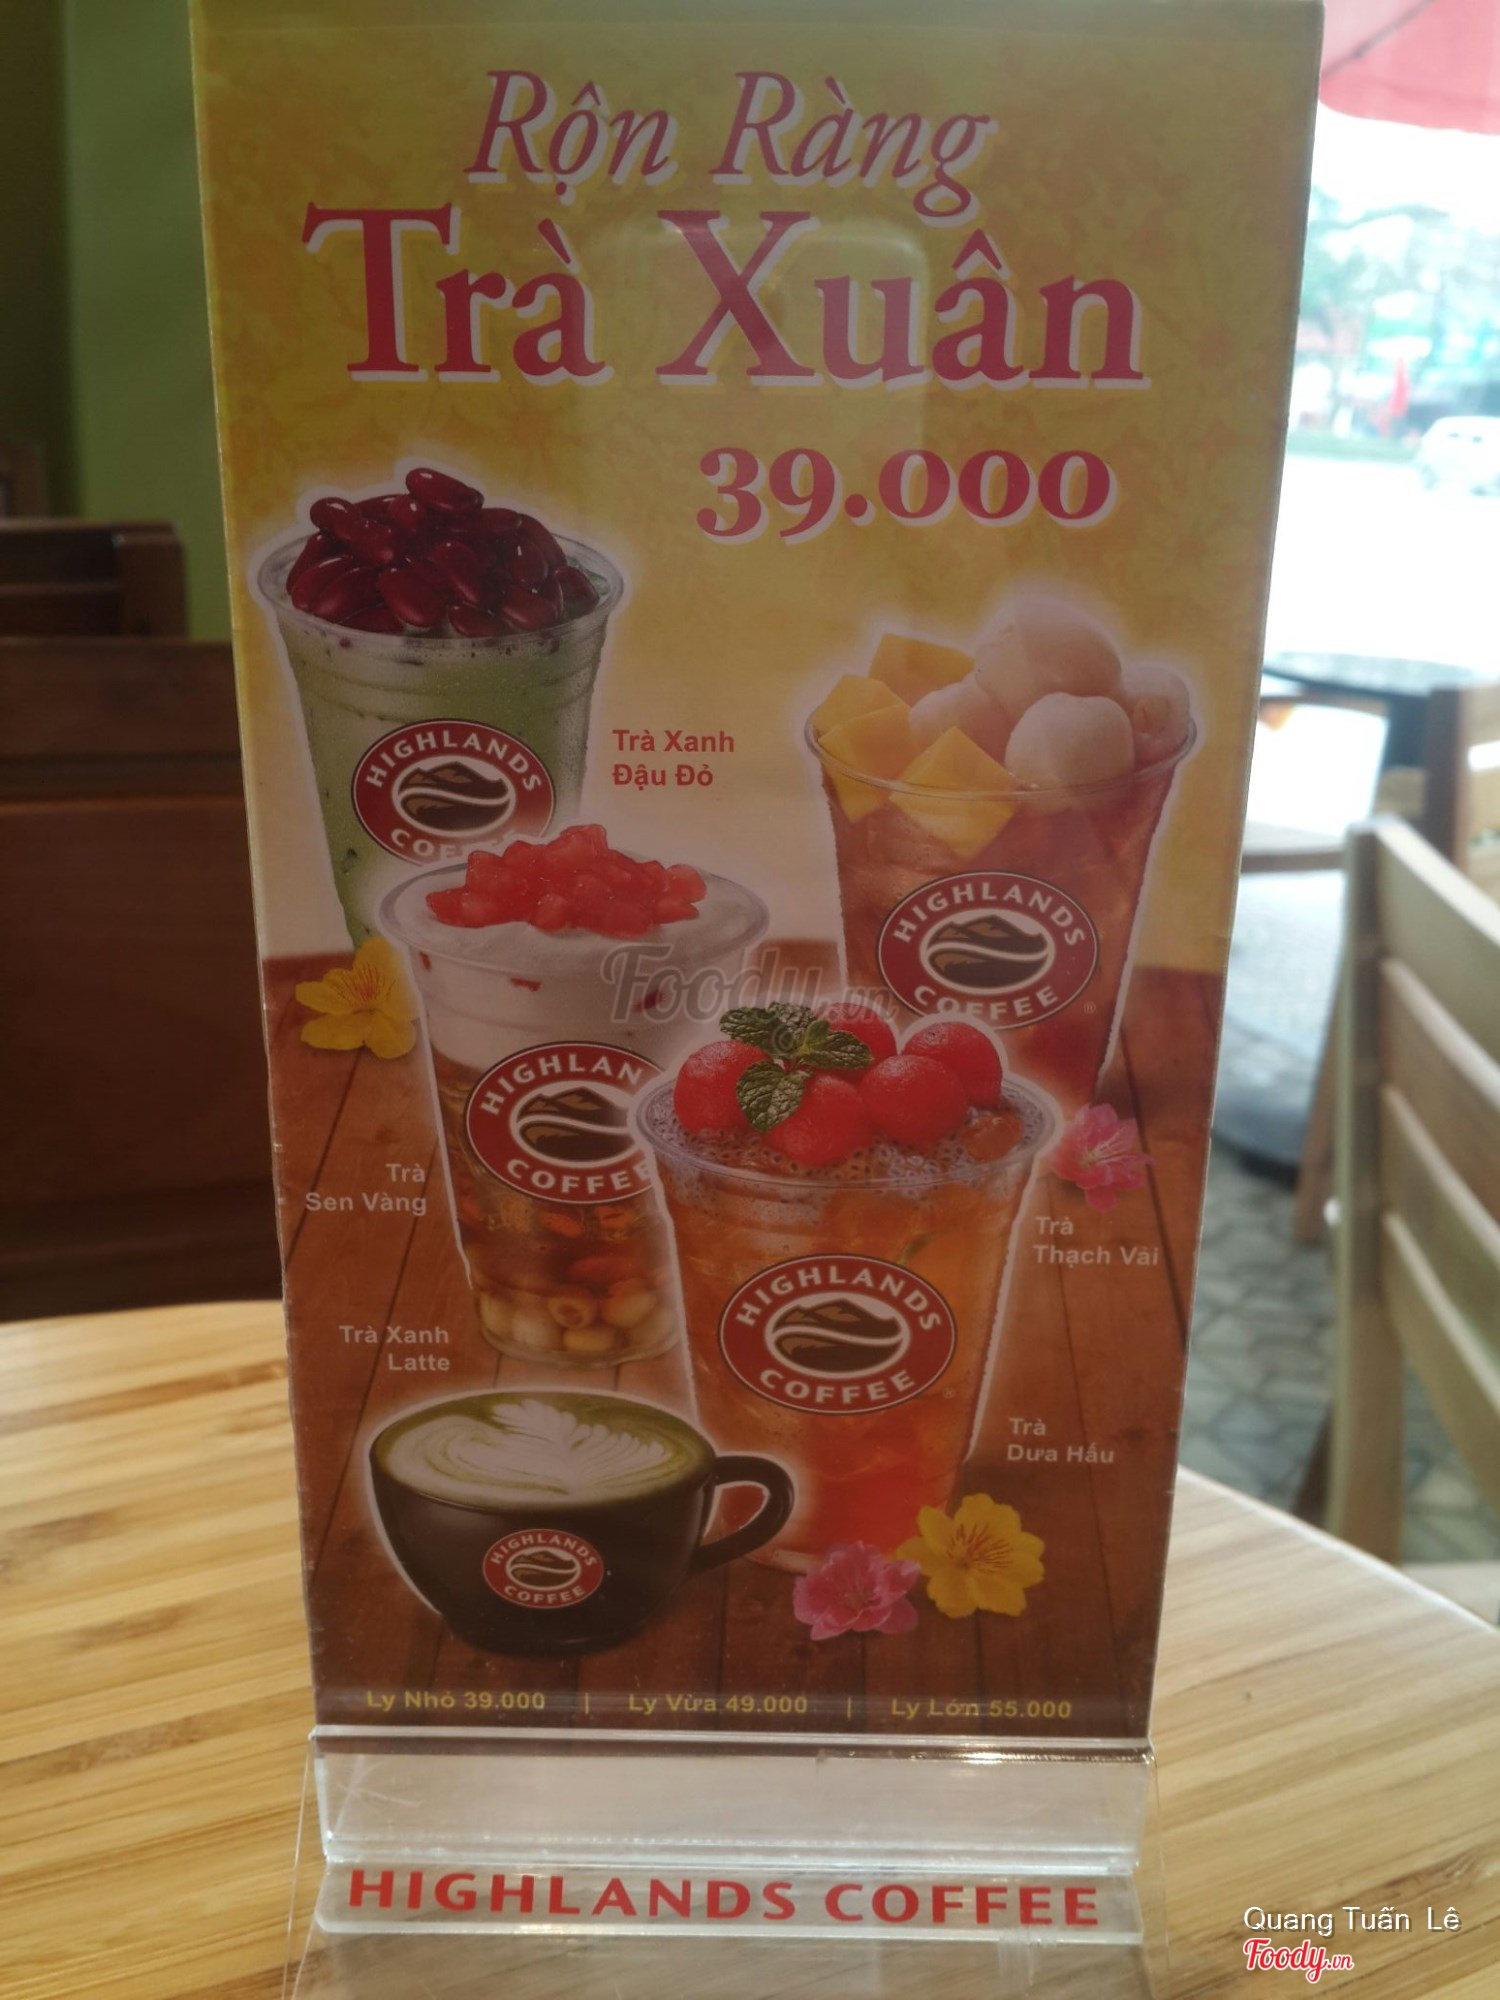 Rộn Ràng
Trà Xuân
39.000
Trà Xanh
Đậu Đỏ
HIGHLANDS
COFFEE
HIGHLANDS
COFFEE
®
Foody.vn
HIGHLANDS
COFFEE
Trà
Sen Vàng
Trà
Thạch Vải
HIGHLANDS
COFFEE
®
Trà Xanh
Latte
Trà
Dưa Hấu
HIGHLANDS
COFFEE
Ly Nhỏ 39.000 | Ly Vừa 49.000 | Ly Lớn 55.000
HIGHLANDS COFFEE
Quang Tuấn Lê
Foody.vn